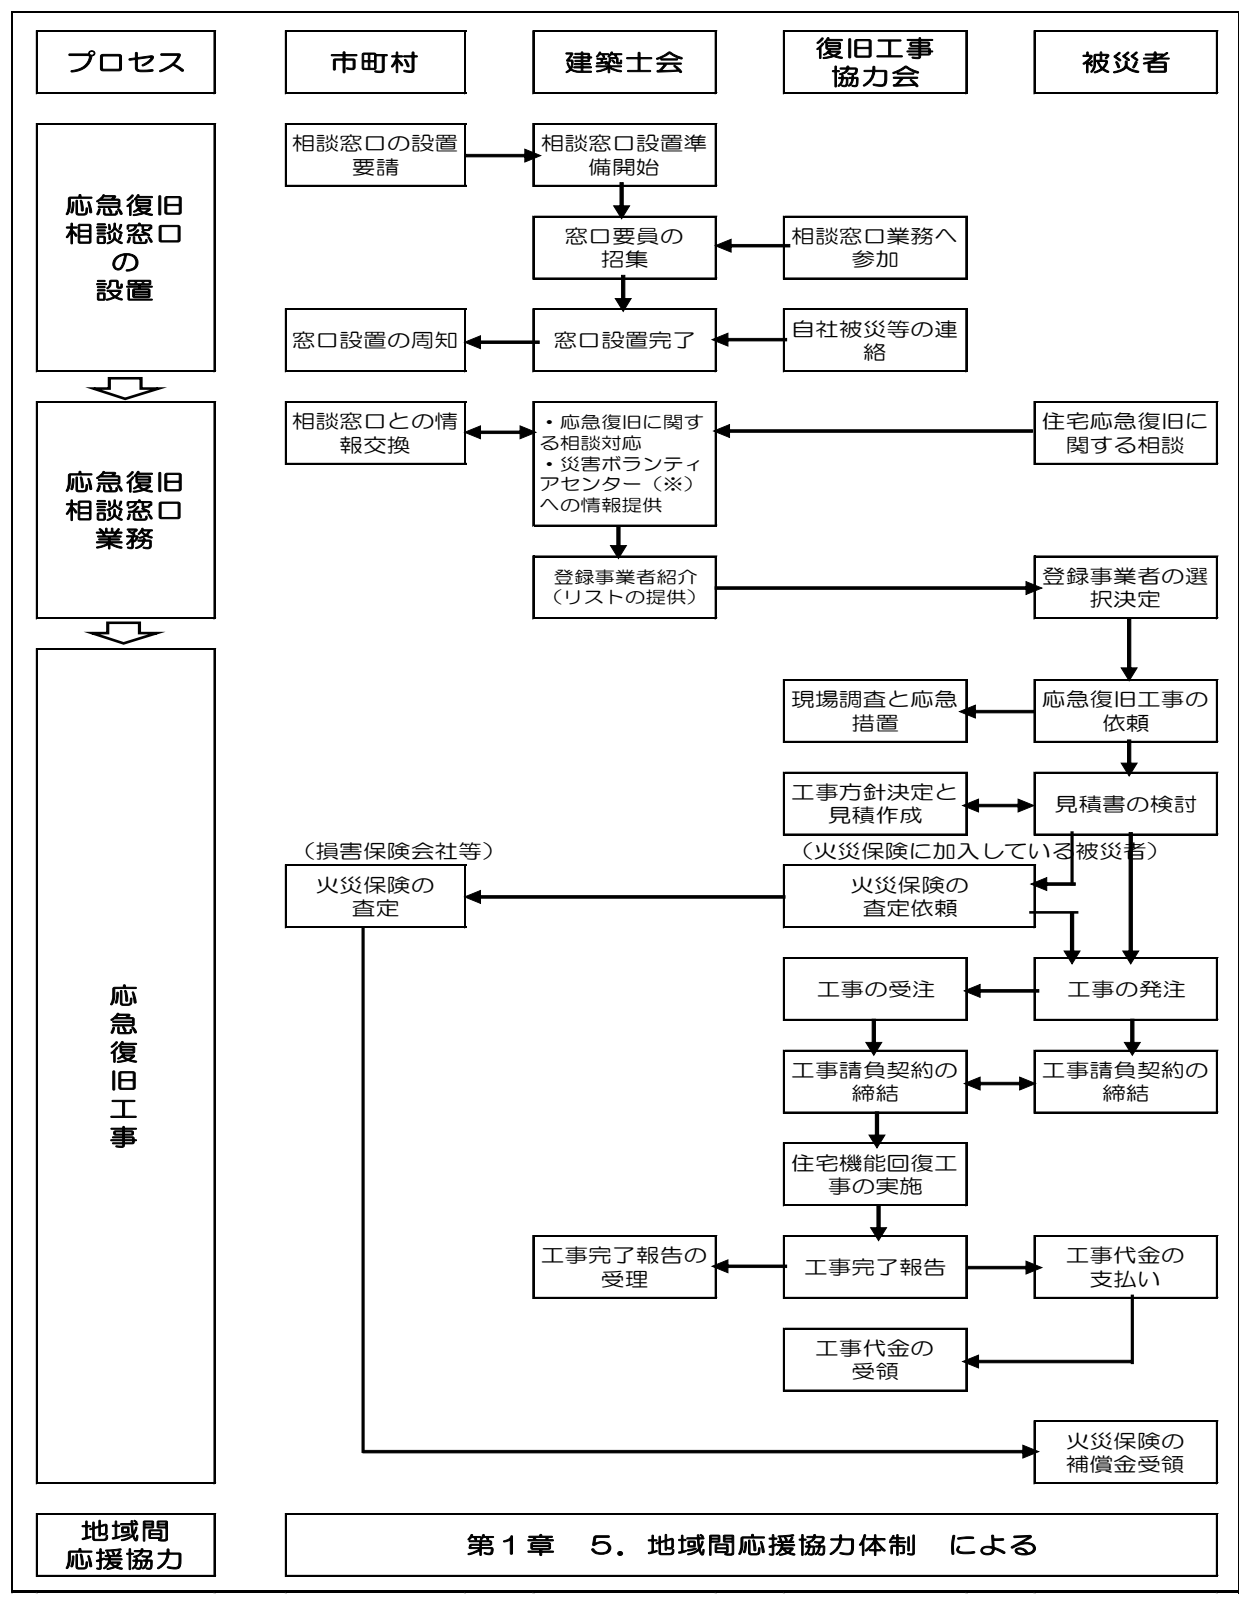 プロセス
市町村
建築士会
復旧工事
協力会
被災者
応急復旧
相談窓口
の
設置
相談窓口の設置
要請
相談窓口設置準
備開始
窓口要員の
招集
相談窓口業務へ
参加
窓口設置の周知
窓口設置完了
自社被災等の連
絡
応急復旧
相談窓口
業務
相談窓口との情
報交換
・応急復旧に関す
る相談対応
・災害ボランティ
アセンター（※）
への情報提供
住宅応急復旧に
関する相談
登録事業者紹介
（リストの提供）
登録事業者の選
択決定
応
急
復
旧
工
事
現場調査と応急
措置
応急復旧工事の
依頼
工事方針決定と
見積作成
見積書の検討
（損害保険会社等）
（火災保険に加入している被災者）
火災保険の
査定
火災保険の
査定依頼
工事の受注
工事の発注
工事請負契約の
締結
工事請負契約の
締結
住宅機能回復工
事の実施
工事完了報告の
受理
工事完了報告
工事代金の
支払い
工事代金の
受領
火災保険の
補償金受領
地域間
応援協力
第１章　５．地域間応援協力体制　による